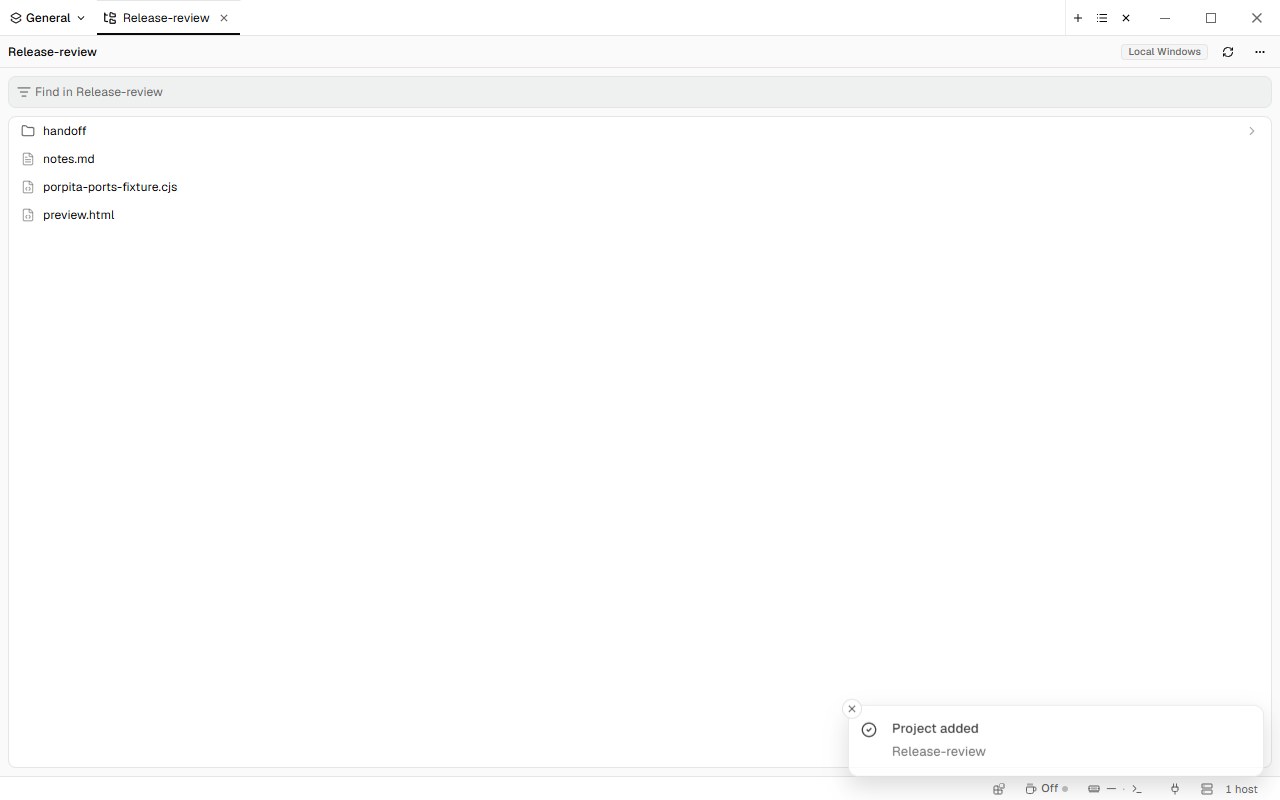 General
Release-review
Release-review
Local Windows
Find in Release-review
handoff
notes.md
porpita-ports-fixture.cjs
preview.html
Project added
Release-review
Off
1 host